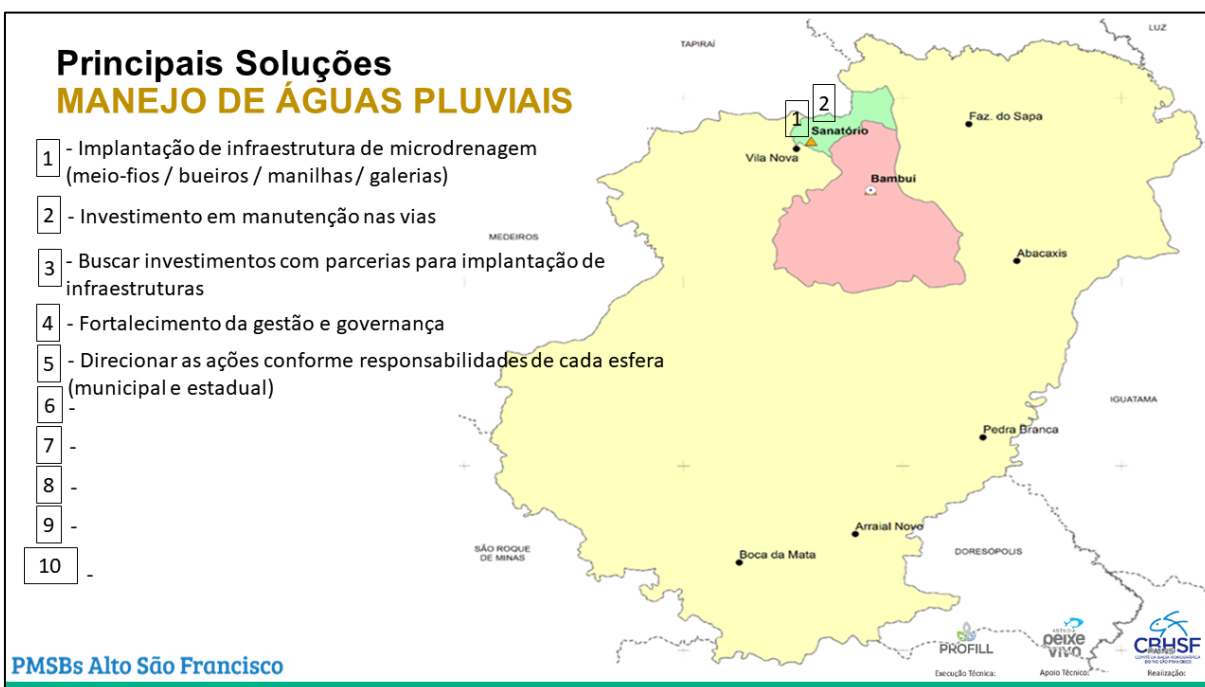 Principais Soluções
MANEJO DE ÁGUAS PLUVIAIS
1 - Implantação de infraestrutura de microdrenagem
(meio-fios / bueiros / manilhas / galerias)
2 - Investimento em manutenção nas vias
3 - Buscar investimentos com parcerias para implantação de
infraestruturas
4 - Fortalecimento da gestão e governança
5 - Direcionar as ações conforme responsabilidades de cada esfera
(municipal e estadual)
6 -
7 -
8 -
9 -
10 -
TAPIRAÍ
LUZ
1
2
Sanatório
Vila Nova
Faz. do Sapa
Bambui
MEDEIROS
Abacaxis
IGUATAMA
Pedra Branca
Arraial Novo
SÃO ROQUE
DE MINAS
Boca da Mata
DORESÓPOLIS
PMSBs Alto São Francisco
PROFILL
Execução Técnica:
peixe
vivo
Apoio Técnico:
CBHSF
Realização: